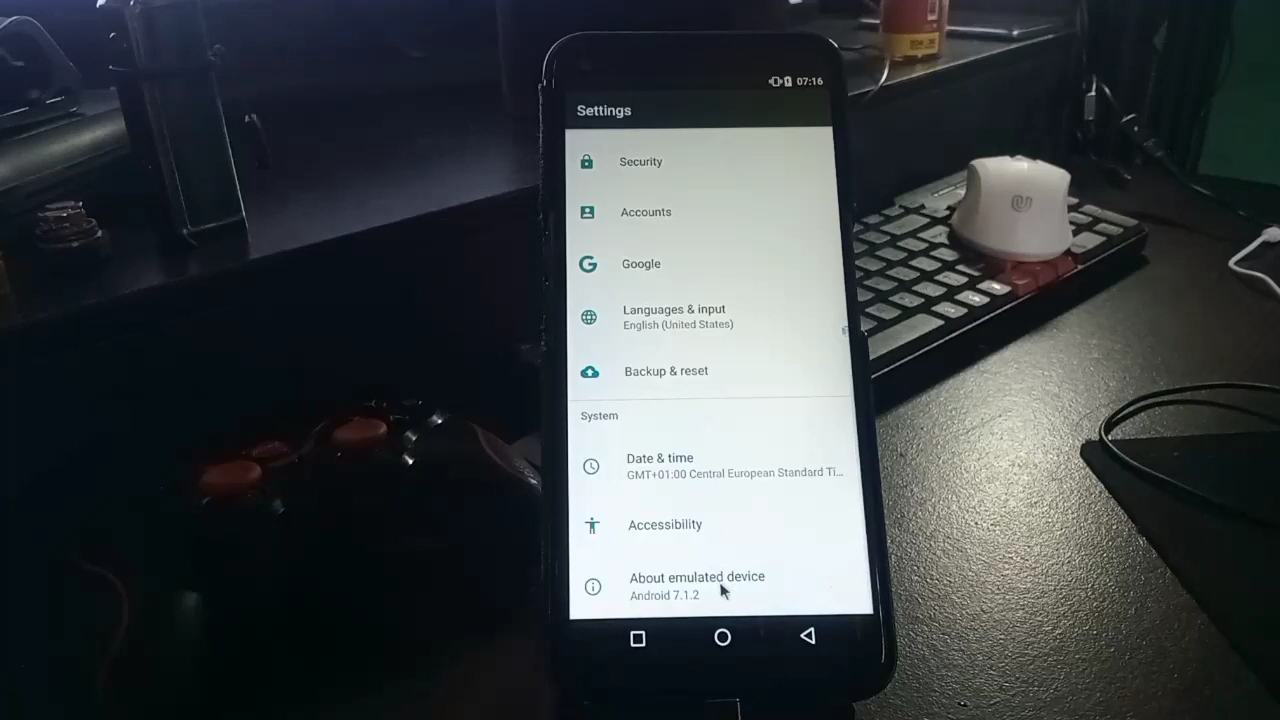 07:16
Settings
Security
Accounts
Google
Languages & input
English (United States)
Backup & reset
System
Date & time
GMT+01:00 Central European Standard Ti...
Accessibility
About emulated device
Android 7.1.2